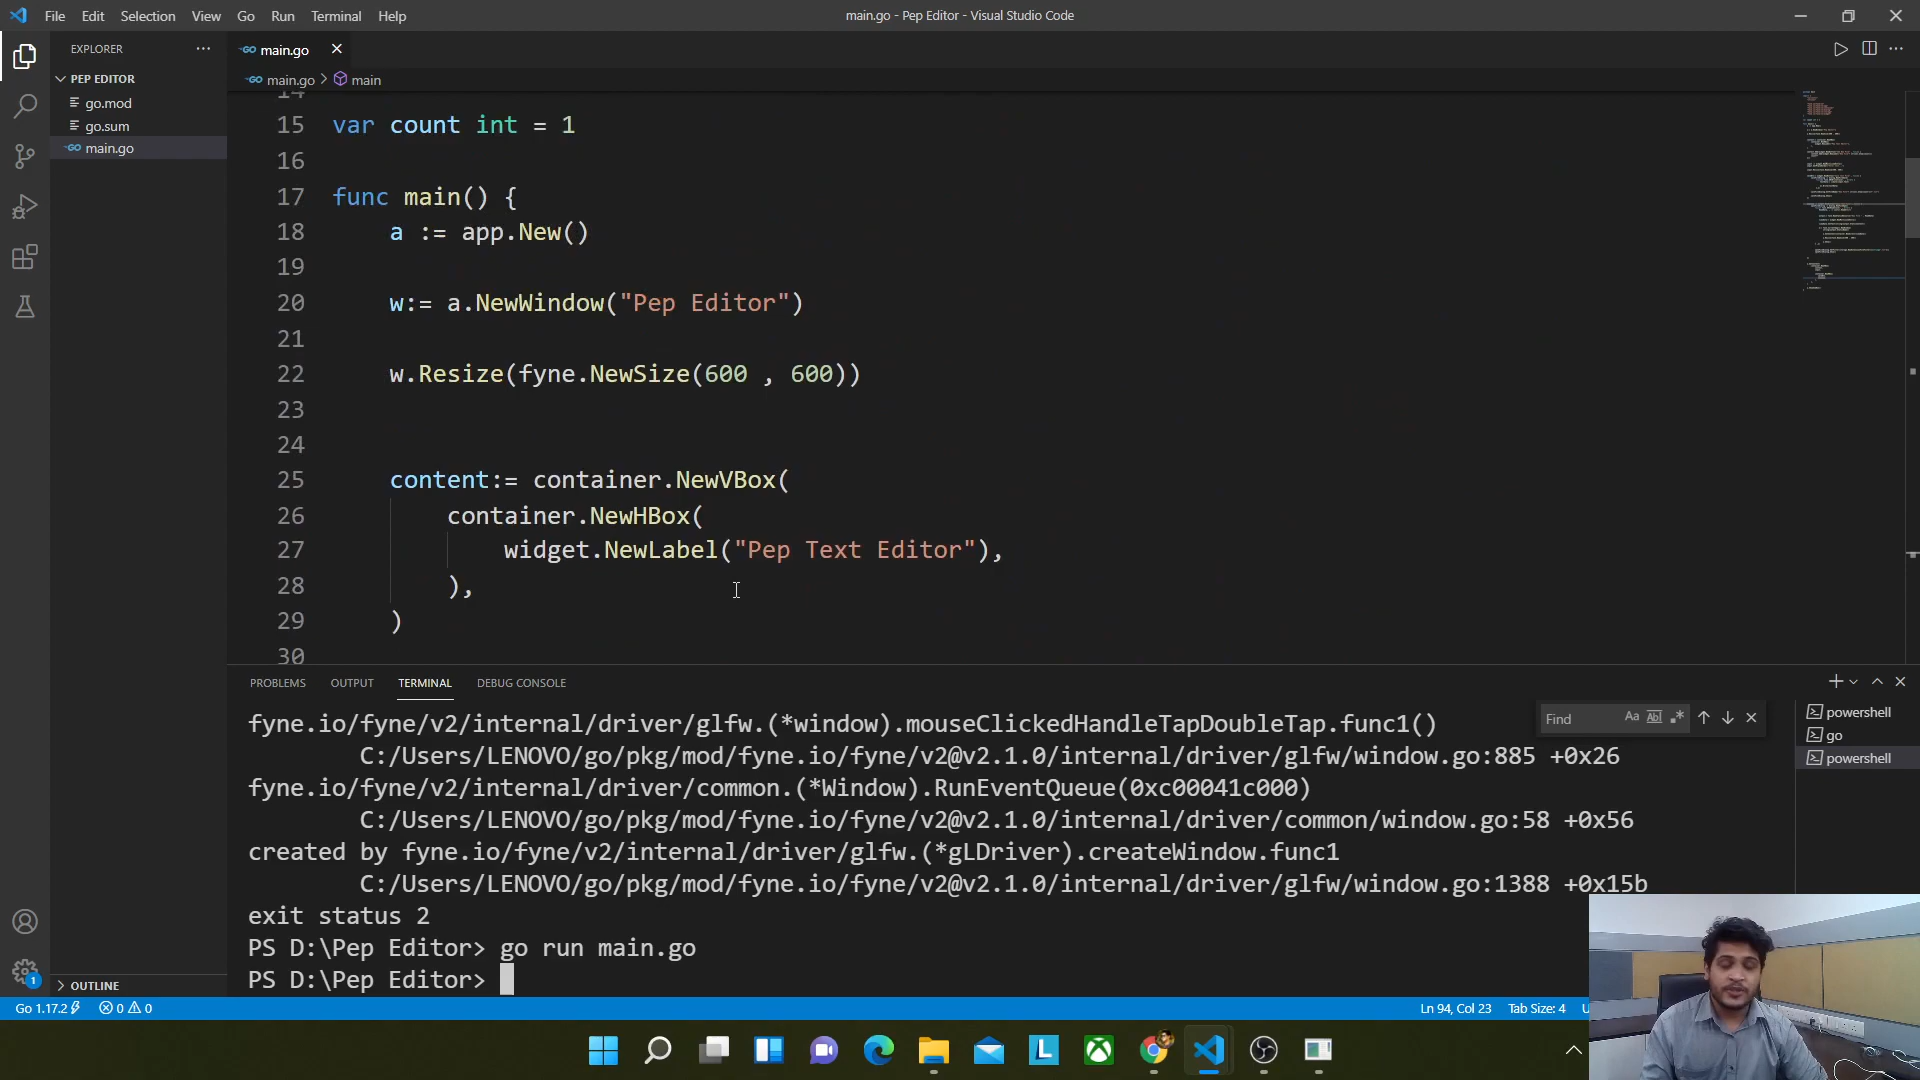 File Edit Selection View Go Run Terminal Help
main.go - Pep Editor - Visual Studio Code
EXPLORER
PEP EDITOR
go.mod
go.sum
main.go
OUTLINE
main.go
main.go > main
14
15 var count int = 1
16
17 func main() {
18 a := app.New()
19
20 w:= a.NewWindow("Pep Editor")
21
22 w.Resize(fyne.NewSize(600 , 600))
23
24
25 content:= container.NewVBox(
26 container.NewHBox(
27 widget.NewLabel("Pep Text Editor"),
28 ),
29 )
30
PROBLEMS OUTPUT TERMINAL DEBUG CONSOLE
Find
Aa Abl
powershell
go
powershell
fyne.io/fyne/v2/internal/driver/glfw.(*window).mouseClickedHandleTapDoubleTap.func1()
C:/Users/LENOVO/go/pkg/mod/fyne.io/fyne/v2@v2.1.0/internal/driver/glfw/window.go:885 +0x26
fyne.io/fyne/v2/internal/driver/common.(*Window).RunEventQueue(0xc00041c000)
C:/Users/LENOVO/go/pkg/mod/fyne.io/fyne/v2@v2.1.0/internal/driver/common/window.go:58 +0x56
created by fyne.io/fyne/v2/internal/driver/glfw.(*gLDriver).createWindow.func1
C:/Users/LENOVO/go/pkg/mod/fyne.io/fyne/v2@v2.1.0/internal/driver/glfw/window.go:1388 +0x15b
exit status 2
PS D:\Pep Editor> go run main.go
PS D:\Pep Editor>
1
Go 1.17.2 0 0
Ln 94, Col 23 Tab Size: 4